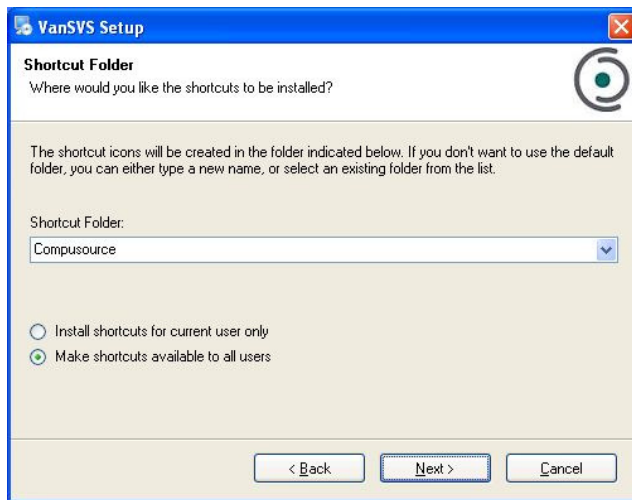 VanSVS Setup
Shortcut Folder
Where would you like the shortcuts to be installed?
The shortcut icons will be created in the folder indicated below. If you don't want to use the default
folder, you can either type a new name, or select an existing folder from the list.
Shortcut Folder:
Compusource
Install shortcuts for current user only
Make shortcuts available to all users
< Back
Next >
Cancel